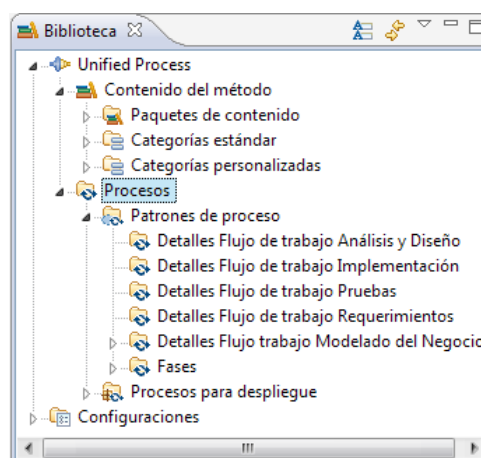 Biblioteca
Unified Process
Contenido del método
Paquetes de contenido
Categorías estándar
Categorías personalizadas
Procesos
Patrones de proceso
Detalles Flujo de trabajo Análisis y Diseño
Detalles Flujo de trabajo Implementación
Detalles Flujo de trabajo Pruebas
Detalles Flujo de trabajo Requerimientos
Detalles Flujo trabajo Modelado del Negocio
Fases
Procesos para despliegue
Configuraciones